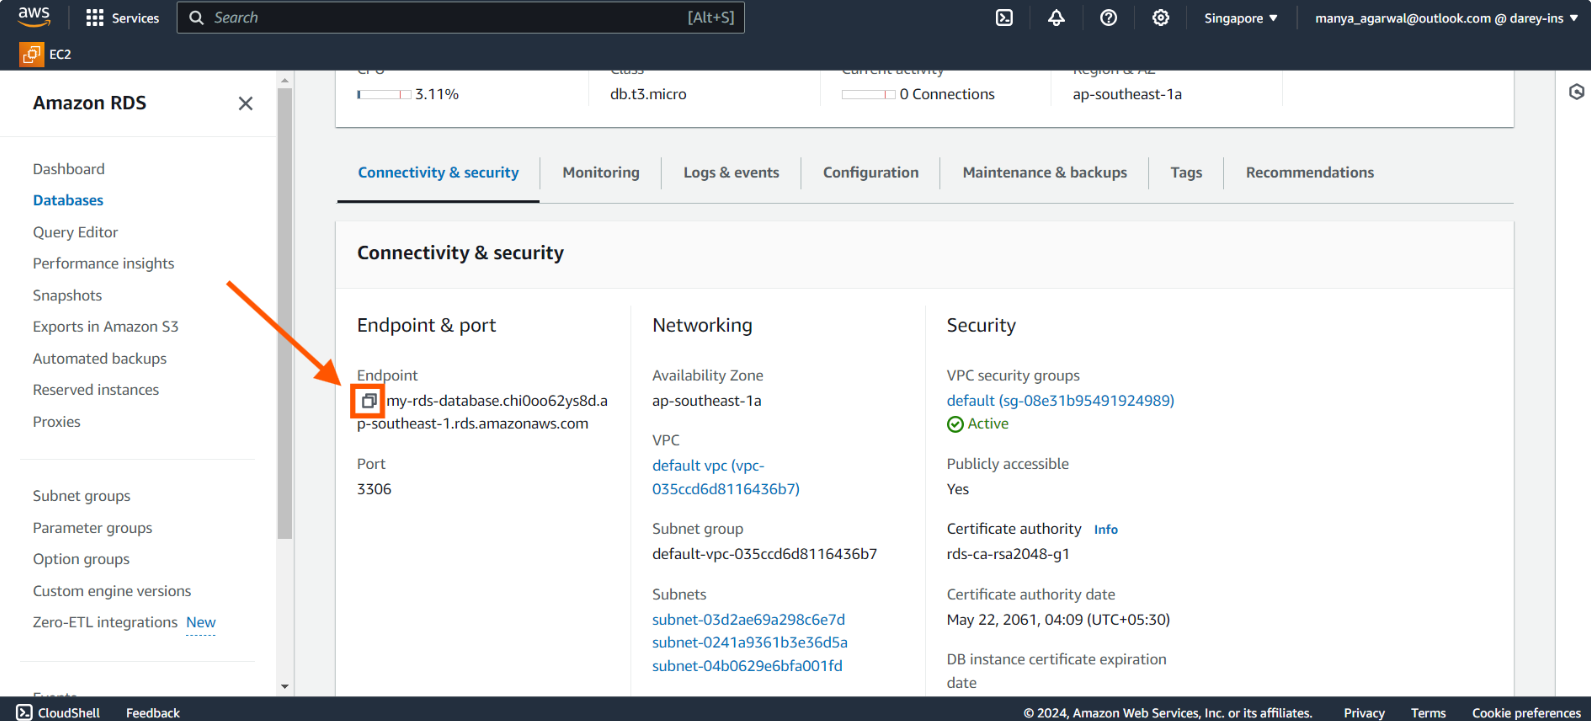 aws
Services
Search
[Alt+S]
Singapore
manya_agarwal@outlook.com @ darey-ins
EC2
Amazon RDS
Dashboard
Databases
Query Editor
Performance insights
Snapshots
Exports in Amazon S3
Automated backups
Reserved instances
Proxies
Subnet groups
Parameter groups
Option groups
Custom engine versions
Zero-ETL integrations New
Events
CPU
3.11%
Class
db.t3.micro
Current activity
0 Connections
Region & AZ
ap-southeast-1a
Connectivity & security
Monitoring
Logs & events
Configuration
Maintenance & backups
Tags
Recommendations
Connectivity & security
Endpoint & port
Endpoint
my-rds-database.chi0oo62ys8d.a
p-southeast-1.rds.amazonaws.com
Port
3306
Networking
Availability Zone
ap-southeast-1a
VPC
default vpc (vpc-
035ccd6d8116436b7)
Subnet group
default-vpc-035ccd6d8116436b7
Subnets
subnet-03d2ae69a298c6e7d
subnet-0241a9361b3e36d5a
subnet-04b0629e6bfa001fd
Security
VPC security groups
default (sg-08e31b95491924989)
Active
Publicly accessible
Yes
Certificate authority Info
rds-ca-rsa2048-g1
Certificate authority date
May 22, 2061, 04:09 (UTC+05:30)
DB instance certificate expiration
date
CloudShell
Feedback
© 2024, Amazon Web Services, Inc. or its affiliates.
Privacy
Terms
Cookie preferences